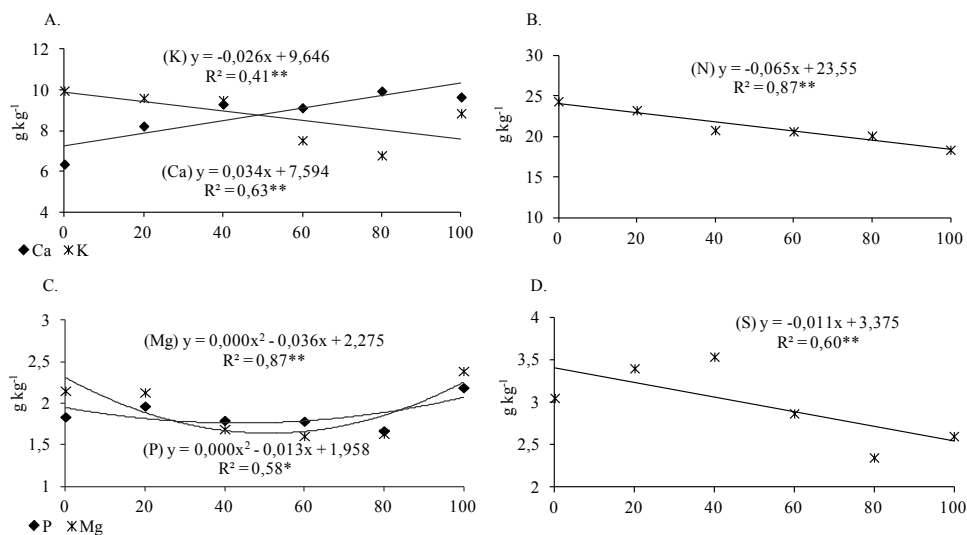 A.
(K) y = -0,026x + 9,646
R² = 0,41**
12
10
8
6
4
g kg⁻¹
(Ca) y = 0,034x + 7,594
R² = 0,63**
0 20 40 60 80 100
Ca K
B.
(N) y = -0,065x + 23,55
R² = 0,87**
30
25
20
15
10
g kg⁻¹
0 20 40 60 80 100
C.
(Mg) y = 0,000x² - 0,036x + 2,275
R² = 0,87**
3
2,5
2
1,5
1
g kg⁻¹
(P) y = 0,000x² - 0,013x + 1,958
R² = 0,58*
0 20 40 60 80 100
P Mg
D.
(S) y = -0,011x + 3,375
R² = 0,60**
4
3,5
3
2,5
2
g kg⁻¹
0 20 40 60 80 100